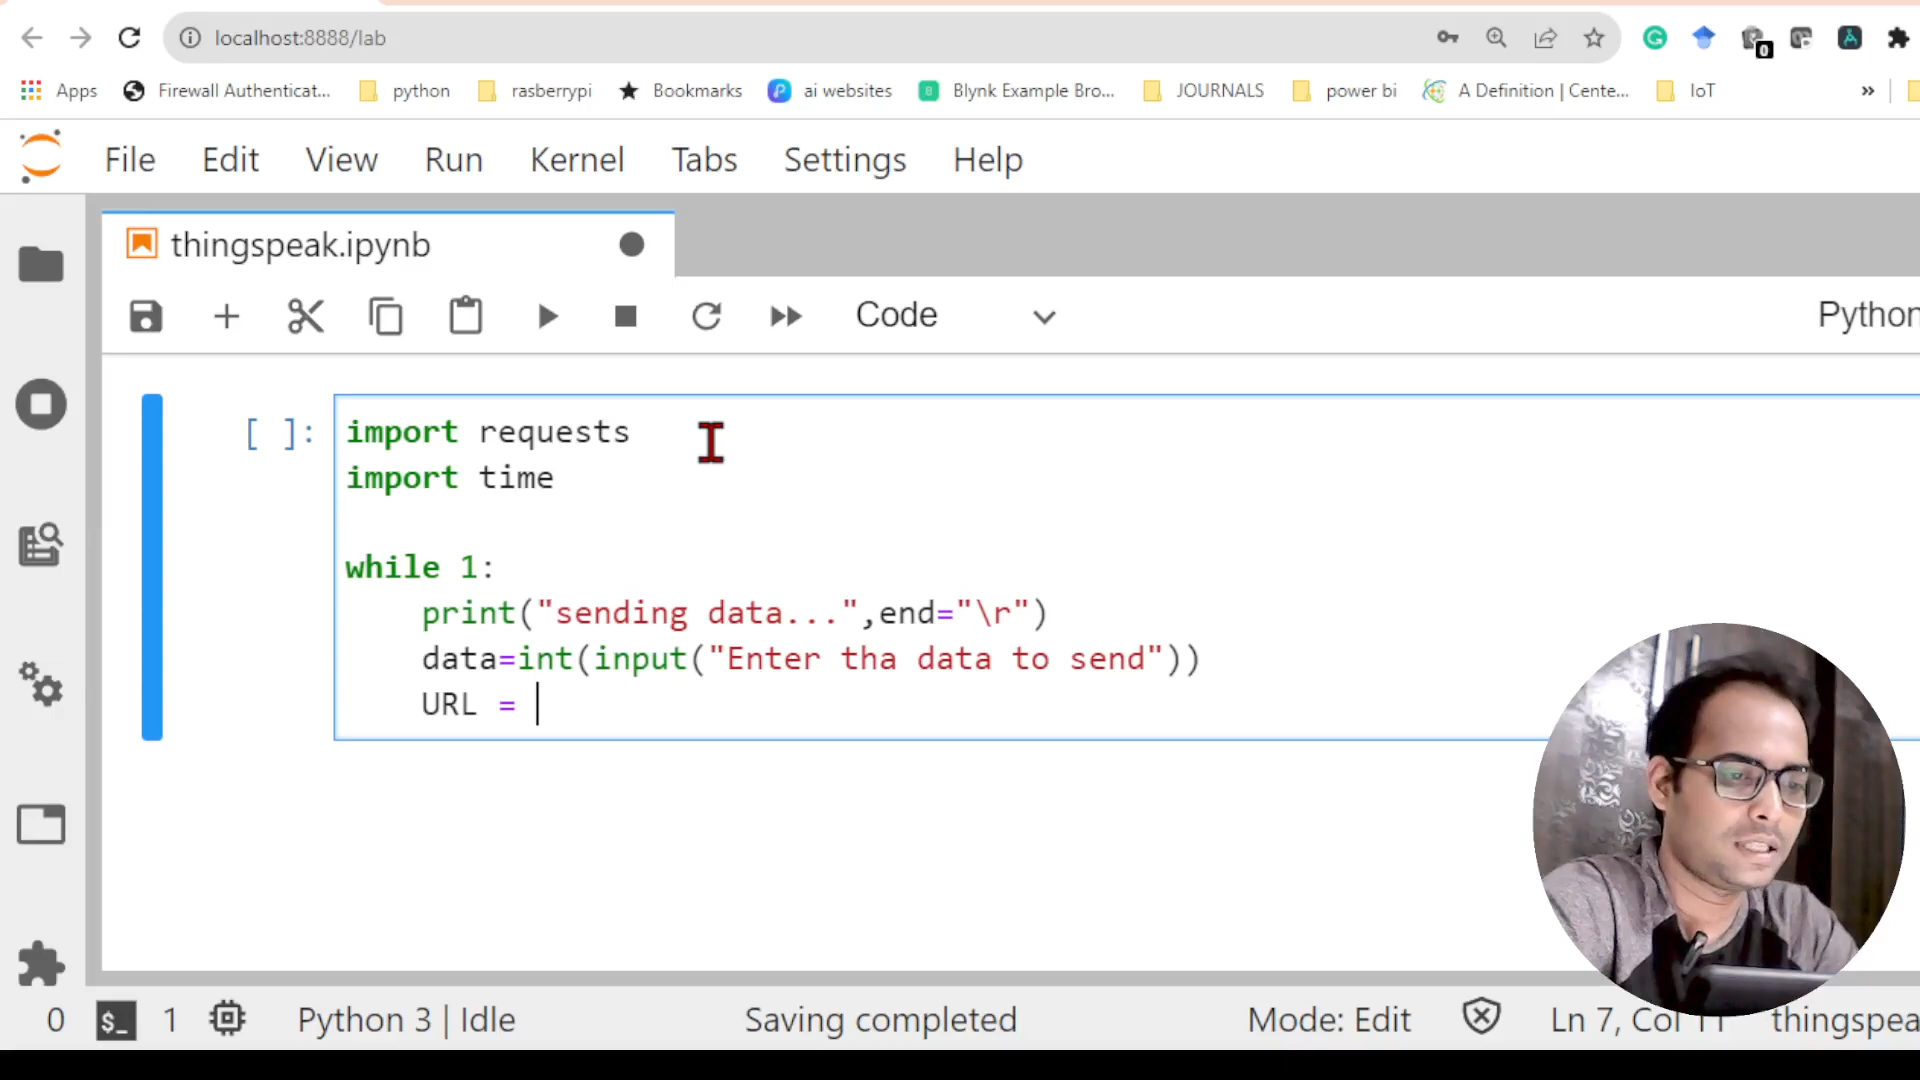 localhost:8888/lab
0
Apps Firewall Authenticat... python rasberrypi Bookmarks ai websites Blynk Example Bro... JOURNALS power bi A Definition | Cente... IoT »
File Edit View Run Kernel Tabs Settings Help
thingspeak.ipynb
Code Python
[ ]:
import requests
import time
while 1:
print("sending data...",end="\r")
data=int(input("Enter tha data to send"))
URL =
0 $_ 1 Python 3 | Idle Saving completed Mode: Edit Ln 7, Col 11 thingspea